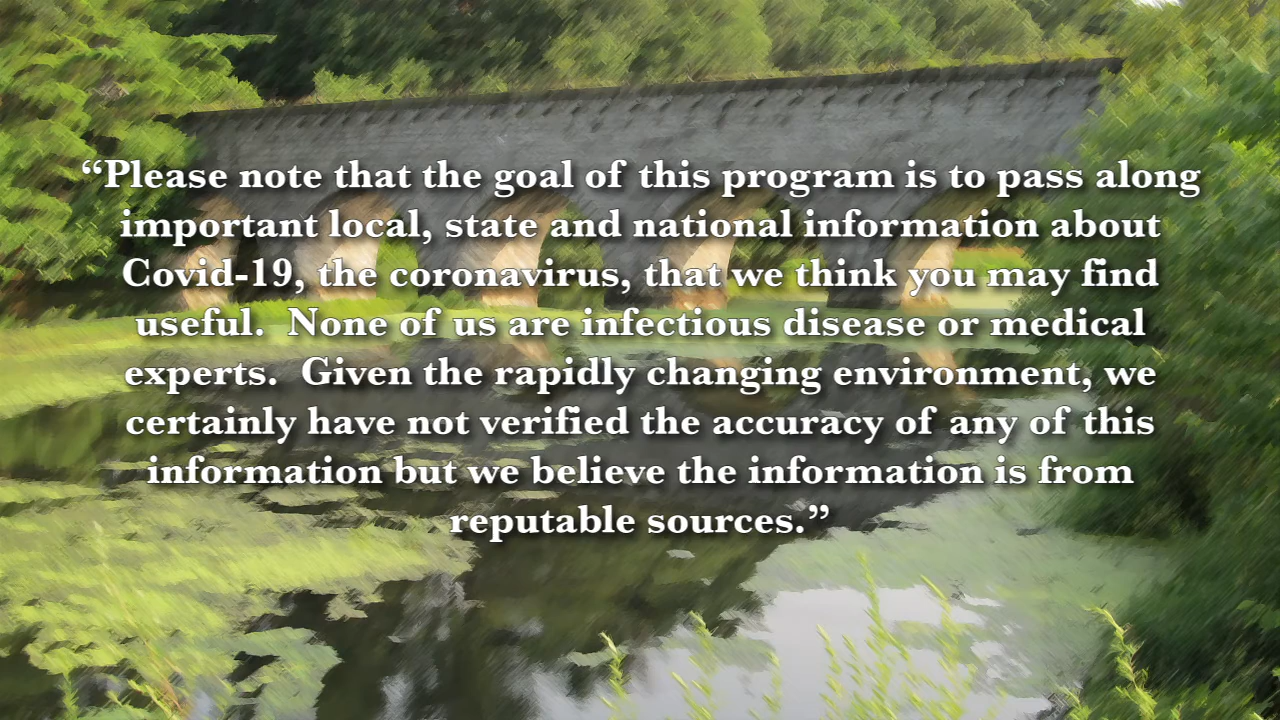 “Please note that the goal of this program is to pass along
important local, state and national information about
Covid-19, the coronavirus, that we think you may find
useful.  None of us are infectious disease or medical
experts.  Given the rapidly changing environment, we
certainly have not verified the accuracy of any of this
information but we believe the information is from
reputable sources.”